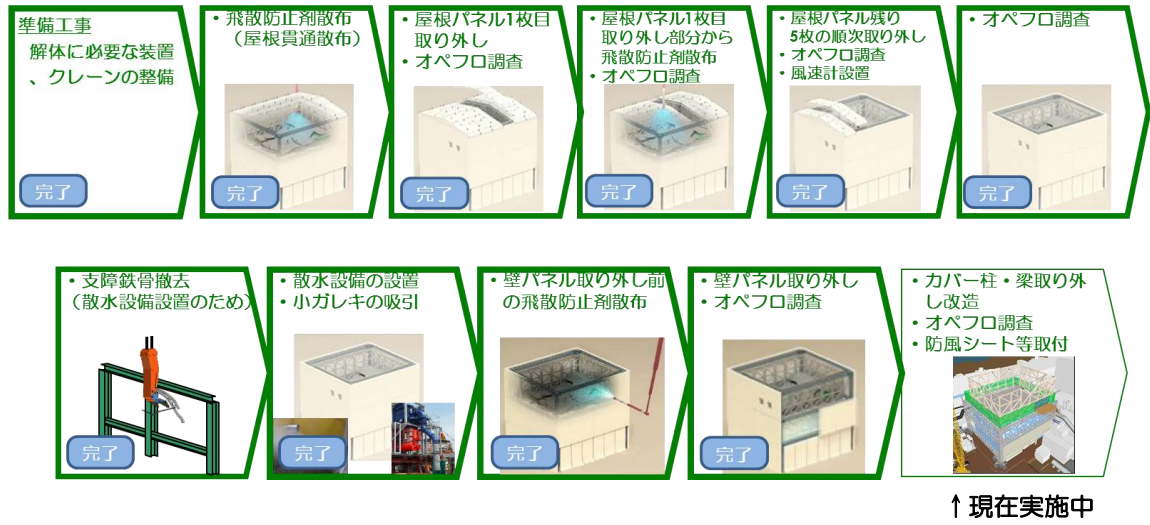 準備工事
解体に必要な装置
、クレーンの整備
完了
・飛散防止剤散布
（屋根貫通散布）
完了
・屋根パネル1枚目
取り外し
・オペフロ調査
完了
・屋根パネル1枚目
取り外し部分から
飛散防止剤散布
・オペフロ調査
完了
・屋根パネル残り
5枚の順次取り外し
・オペフロ調査
・風速計設置
完了
・オペフロ調査
完了
・支障鉄骨撤去
（散水設備設置のため）
完了
・散水設備の設置
・小ガレキの吸引
完了
・壁パネル取り外し前
の飛散防止剤散布
完了
・壁パネル取り外し
・オペフロ調査
完了
・カバー柱・梁取り外
し改造
・オペフロ調査
・防風シート等取付
↑現在実施中